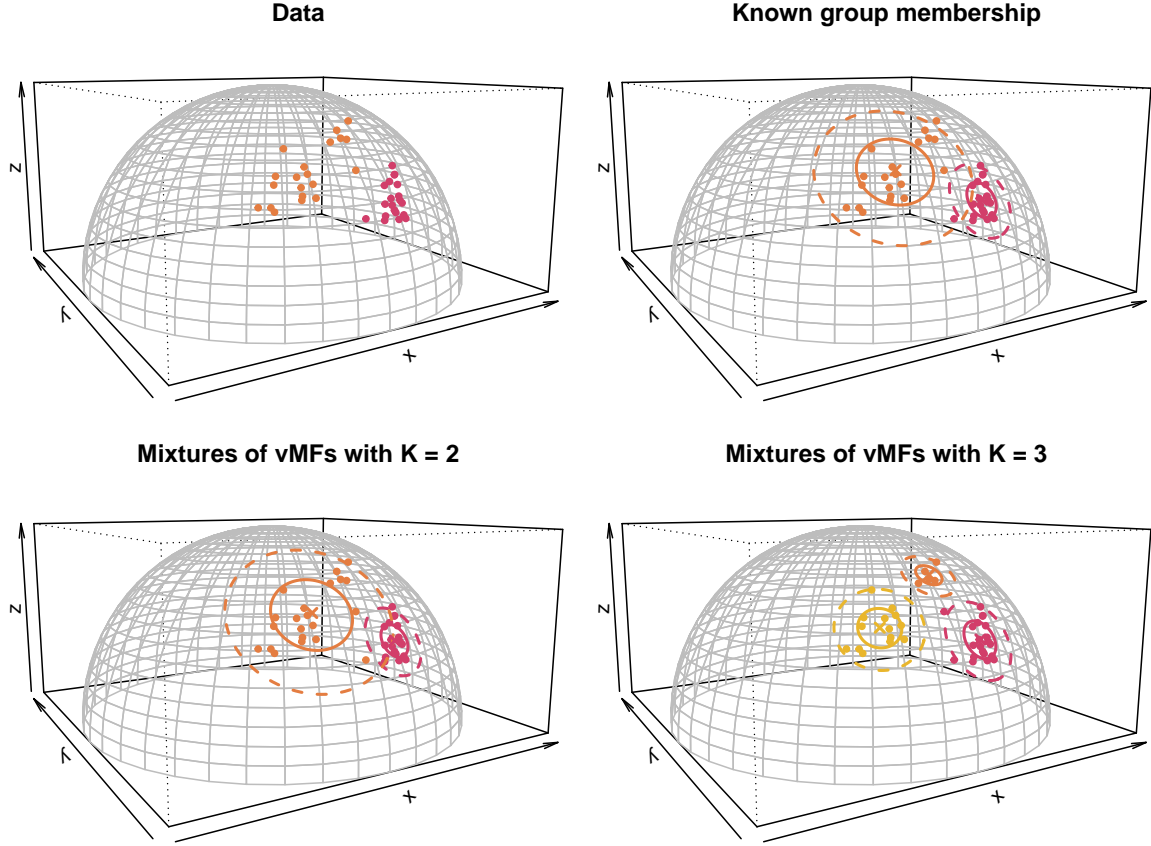 Data
Known group membership
z
y
x
z
y
x
Mixtures of vMFs with K = 2
Mixtures of vMFs with K = 3
z
y
x
z
y
x